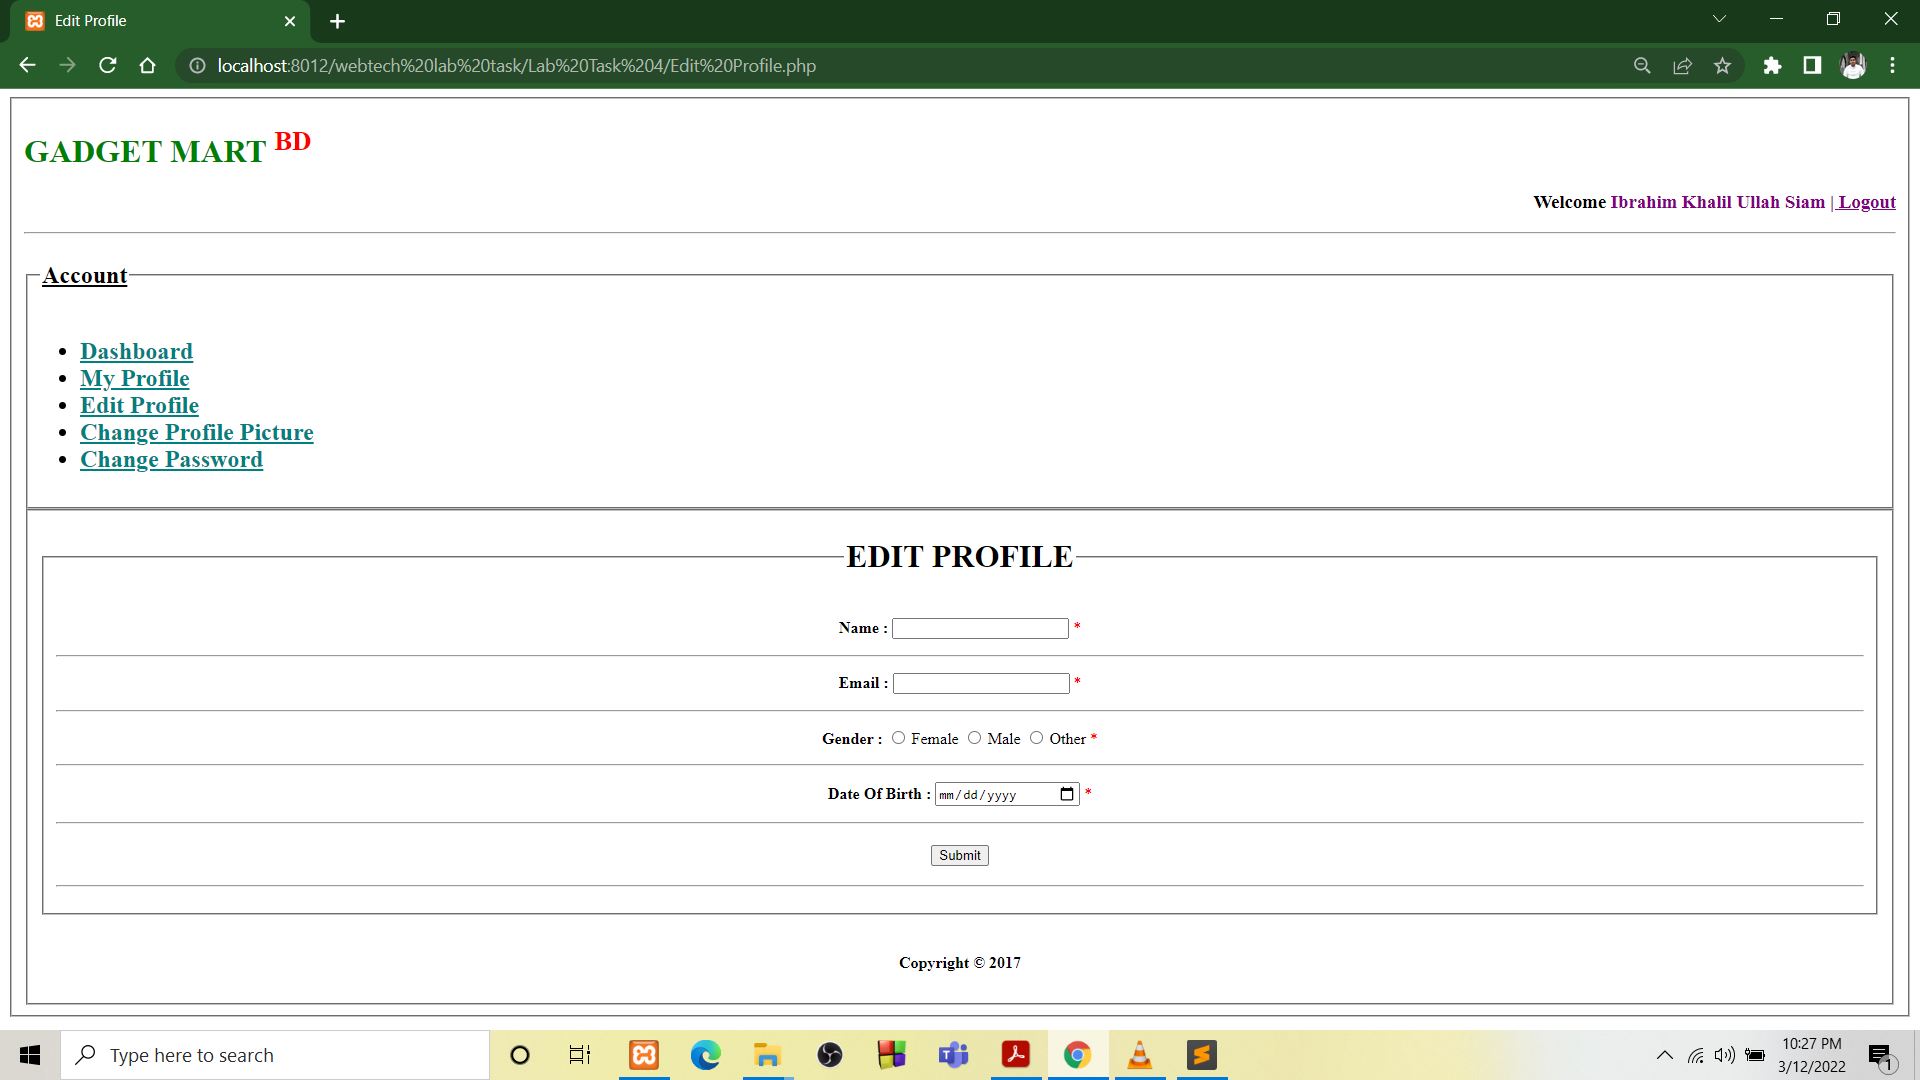 Edit Profile
localhost:8012/webtech%20lab%20task/Lab%20Task%204/Edit%20Profile.php
GADGET MART BD
Welcome Ibrahim Khalil Ullah Siam | Logout
Account
Dashboard
My Profile
Edit Profile
Change Profile Picture
Change Password
EDIT PROFILE
Name : *
Email : *
Gender : Female Male Other *
Date Of Birth : mm/dd/yyyy *
Submit
Copyright © 2017
Type here to search
10:27 PM
3/12/2022
1